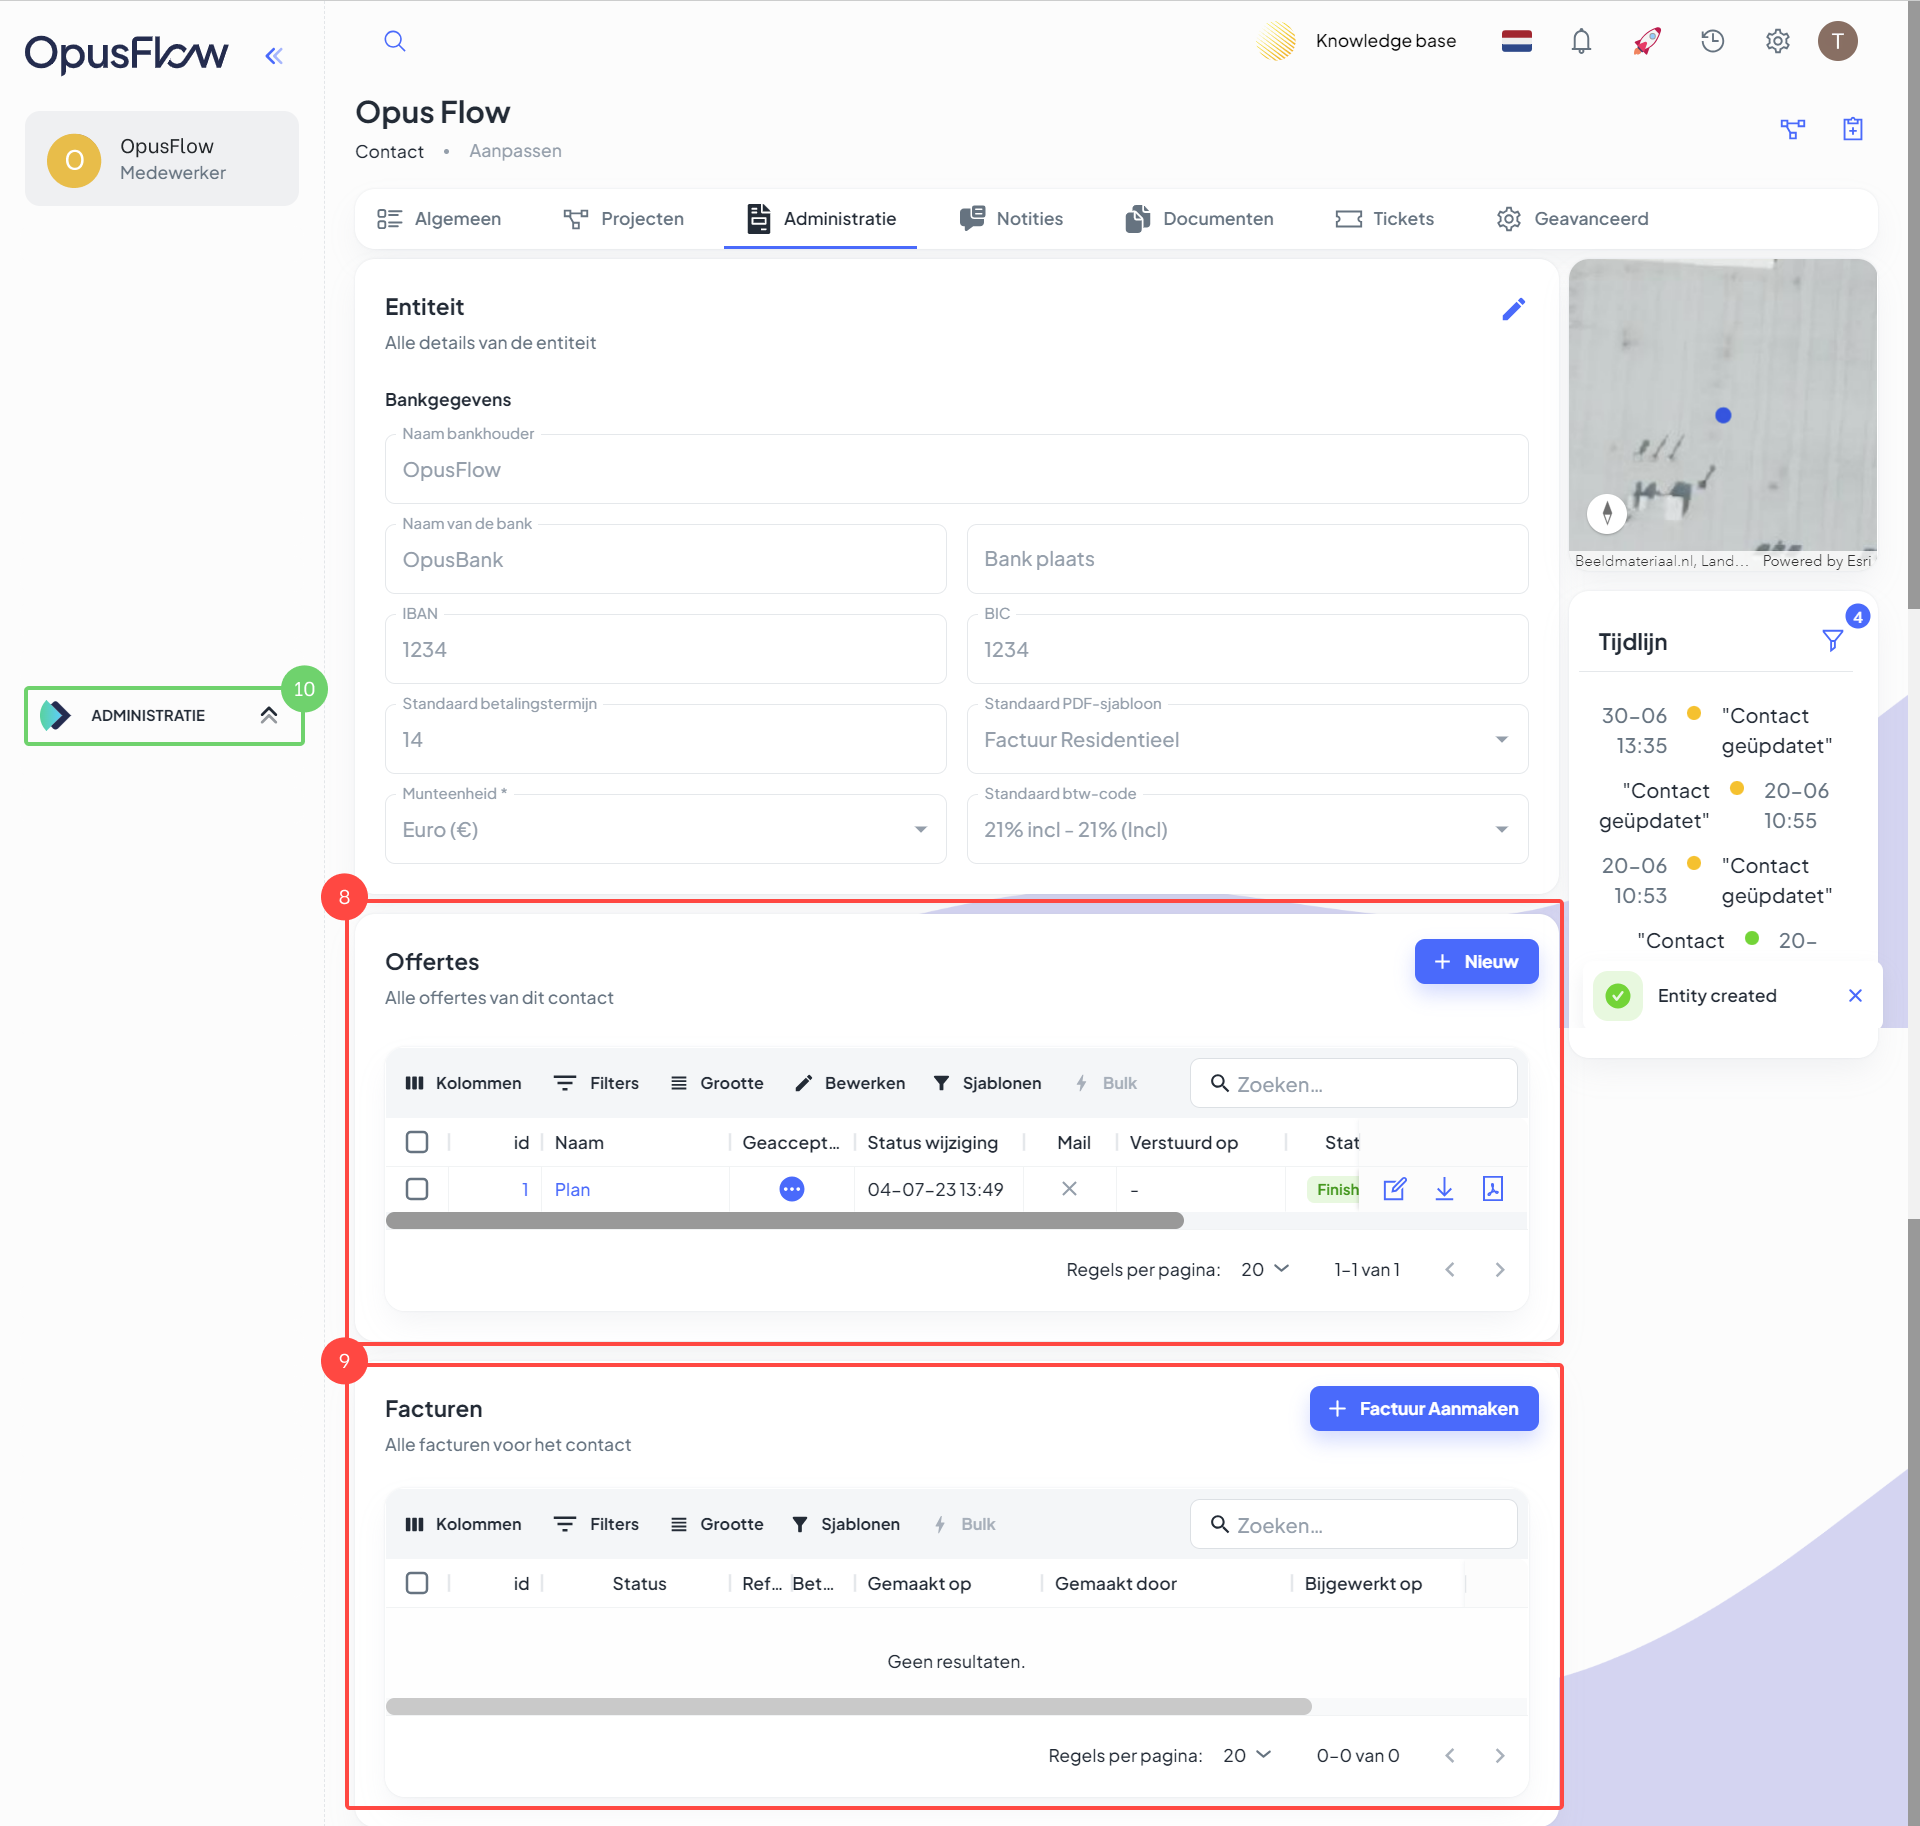 OpusFlow
O
OpusFlow
Medewerker
10
ADMINISTRATIE
Knowledge base
T
Opus Flow
Contact • Aanpassen
Algemeen
Projecten
Administratie
Notities
Documenten
Tickets
Geavanceerd
Entiteit
Alle details van de entiteit
Bankgegevens
Naam bankhouder
OpusFlow
Naam van de bank
OpusBank
Bank plaats
IBAN
1234
BIC
1234
Standaard betalingstermijn
14
Standaard PDF-sjabloon
Factuur Residentieel
Munteenheid *
Euro (€)
Standaard btw-code
21% incl - 21% (Incl)
Beeldmateriaal.nl, Land... Powered by Esri
4
Tijdlijn
30-06 "Contact
13:35 geüpdatet"
"Contact 20-06
geüpdatet" 10:55
20-06 "Contact
10:53 geüpdatet"
"Contact 20-
Entity created
8
Offertes
Nieuw
Alle offertes van dit contact
Kolommen Filters Grootte Bewerken Sjablonen Bulk Zoeken...
id Naam Geaccept... Status wijziging Mail Verstuurd op Stat
1 Plan 04-07-23 13:49 - Finish
Regels per pagina: 20 1-1 van 1
9
Facturen
Factuur Aanmaken
Alle facturen voor het contact
Kolommen Filters Grootte Sjablonen Bulk Zoeken...
id Status Ref... Bet... Gemaakt op Gemaakt door Bijgewerkt op
Geen resultaten.
Regels per pagina: 20 0-0 van 0